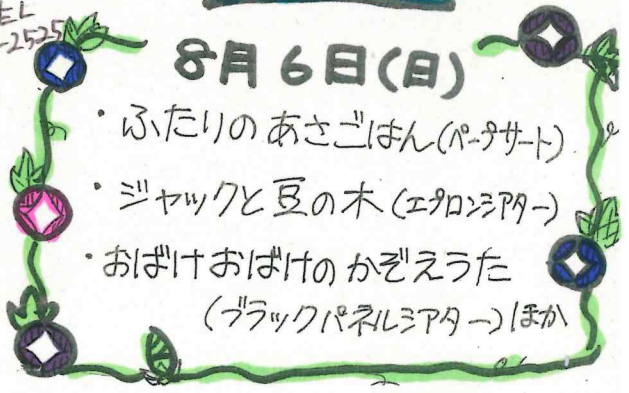 EL
-2525
8月6日(日)
・ふたりのあさごはん(ペープサート)
・ジャックと豆の木(エプロンシアター)
・おばけおばけのかぞえうた
(ブラックパネルシアター)ほか